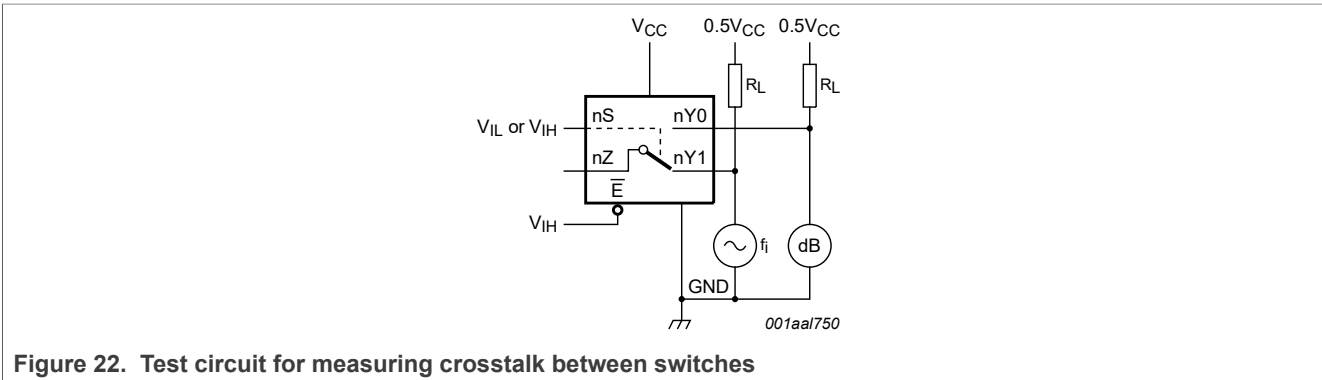 VCC 0.5VCC 0.5VCC
RL RL
nS nY0
VIL or VIH
nZ nY1
E
VIH
fi dB
GND
001aal750
Figure 22. Test circuit for measuring crosstalk between switches